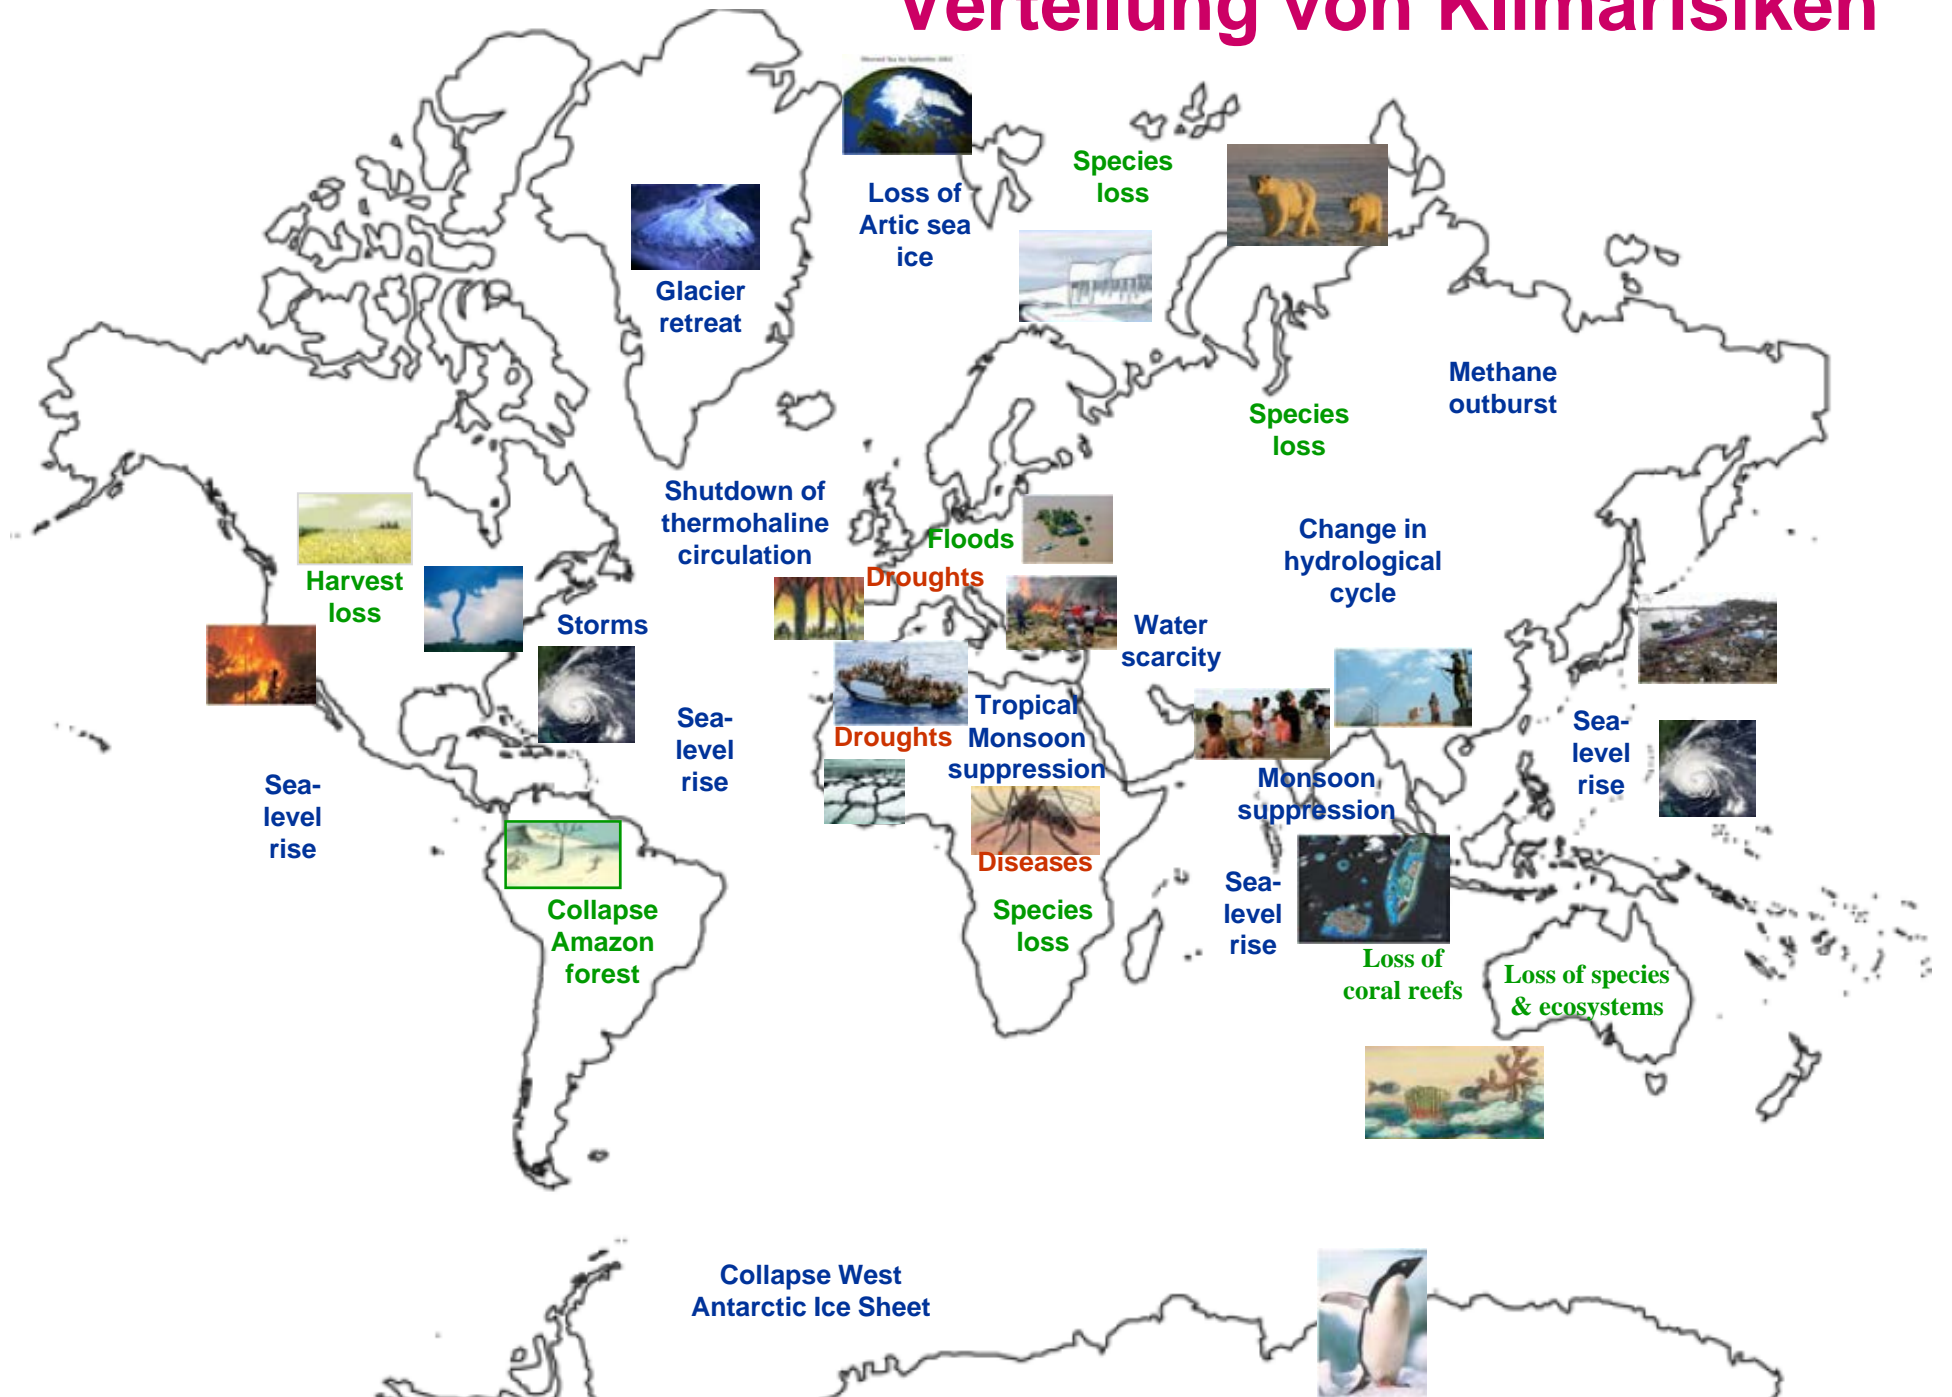 Verteilung von Klimarisiken
Species
loss
Loss of
Artic sea
ice
Glacier
retreat
Methane
outburst
Species
loss
Shutdown of
thermohaline
circulation
Floods
Droughts
Change in
hydrological
cycle
Harvest
loss
Storms
Water
scarcity
Sea-
level
rise
Sea-
level
rise
Droughts
Tropical
Monsoon
suppression
Monsoon
suppression
Sea-
level
rise
Diseases
Species
loss
Sea-
level
rise
Collapse
Amazon
forest
Loss of
coral reefs
Loss of species
& ecosystems
Collapse West
Antarctic Ice Sheet